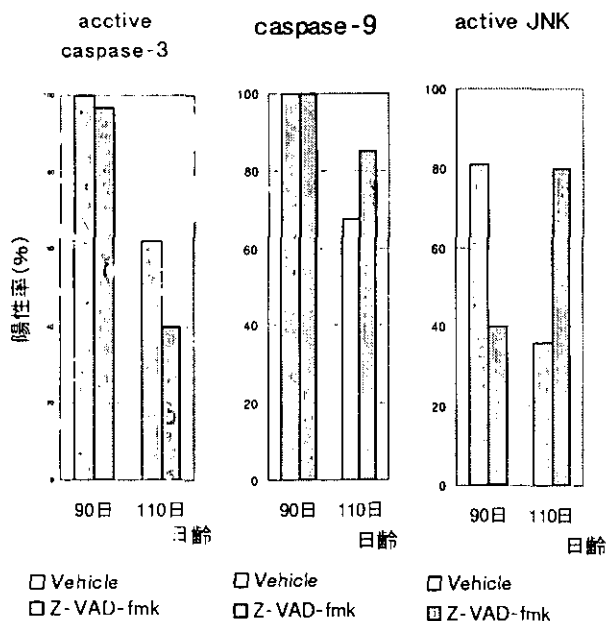 acctive
caspase-3
caspase-9
active JNK
陽性率(%)
100
80
60
40
20
0
100
80
60
40
20
0
90日 110日
日齢
90日 110日
日齢
90日 110日
日齢
Vehicle
Z-VAD-fmk
Vehicle
Z-VAD-fmk
Vehicle
Z-VAD-fmk